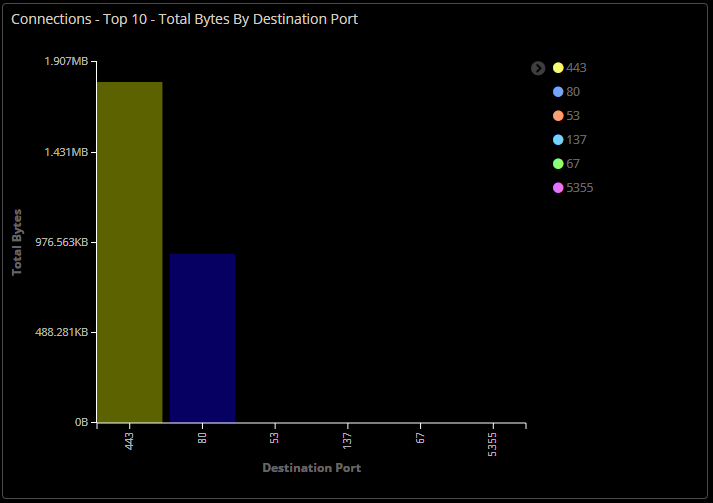 Connections - Top 10 - Total Bytes By Destination Port
1.907MB
1.431MB
976.563KB
488.281KB
0B
Total Bytes
443
80
53
137
67
5355
Destination Port
443
80
53
137
67
5355